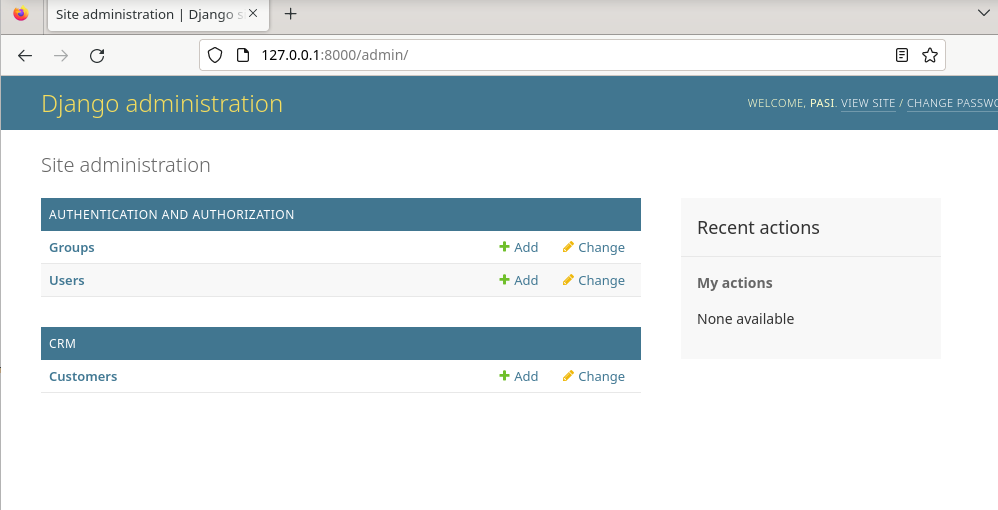 Site administration | Django s
127.0.0.1:8000/admin/
Django administration
WELCOME, PASI. VIEW SITE / CHANGE PASSWO
Site administration
AUTHENTICATION AND AUTHORIZATION
Groups Add Change
Users Add Change
CRM
Customers Add Change
Recent actions
My actions
None available